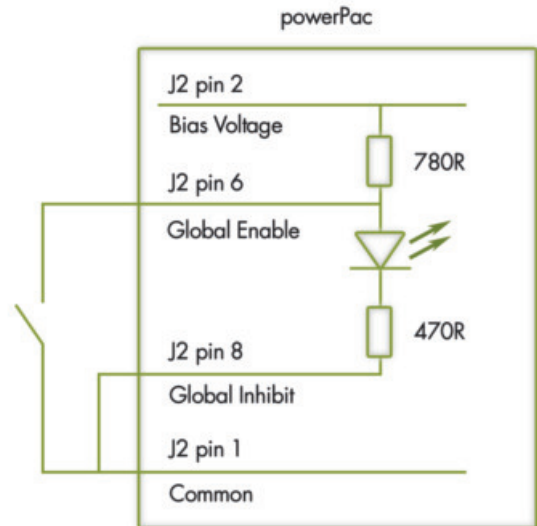 powerPac
J2 pin 2
Bias Voltage
780R
J2 pin 6
Global Enable
470R
J2 pin 8
Global Inhibit
J2 pin 1
Common